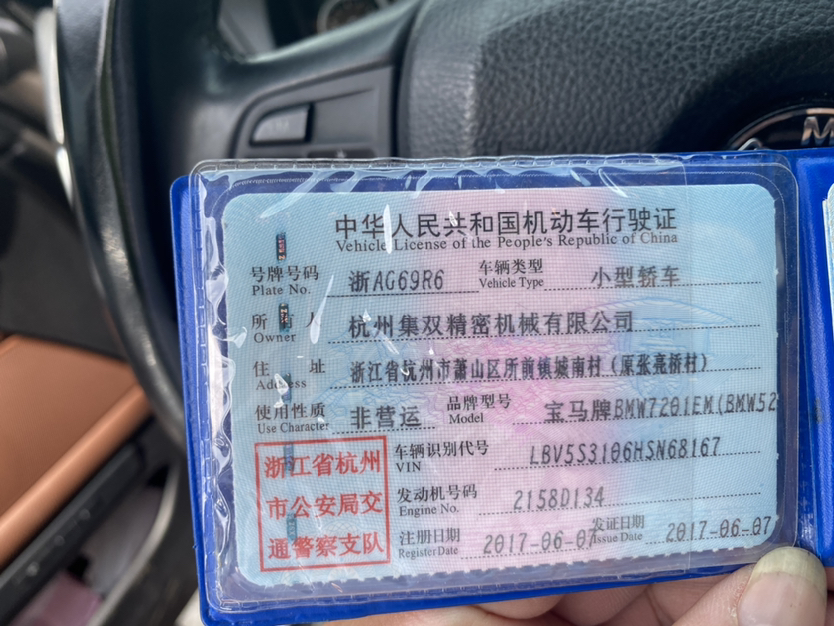 中华人民共和国机动车行驶证
Vehicle License of the People's Republic of China
号牌号码 浙AG69R6 车辆类型 小型轿车
Plate No. Vehicle Type
所有人 杭州集双精密机械有限公司
Owner
住址 浙江省杭州市萧山区所前镇城南村（原张亮桥村）
Address
使用性质 非营运 品牌型号 宝马牌BMW7201EM(BMW52
Use Character Model
浙江省杭州
市公安局交
通警察支队
车辆识别代号 LBV5S3106HSN68167
VIN
发动机号码 2158D134
Engine No.
注册日期 2017-06-07 发证日期 2017-06-07
Register Date Issue Date